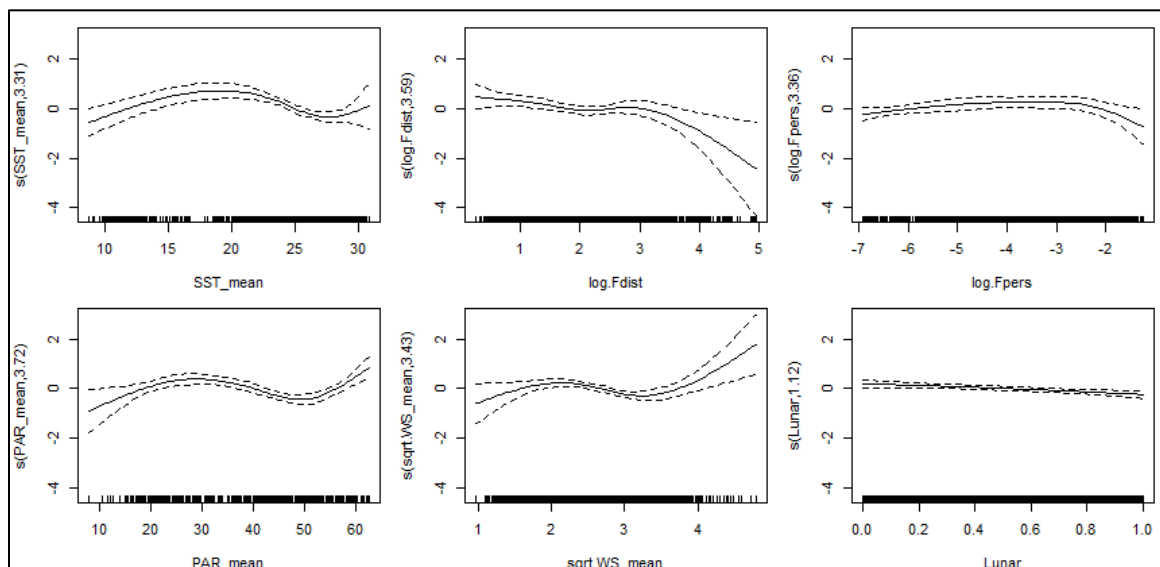 s(SST_mean,3.31)
2
0
-2
-4
10 15 20 25 30
SST_mean
s(log.Fdist,3.59)
2
0
-2
-4
1 2 3 4 5
log.Fdist
s(log.Fpers,3.36)
2
0
-2
-4
-7 -6 -5 -4 -3 -2
log.Fpers
s(PAR_mean,3.72)
2
0
-2
-4
10 20 30 40 50 60
PAR_mean
s(sqrt.WS_mean,3.43)
2
0
-2
-4
1 2 3 4
sqrt.WS_mean
s(Lunar,1.12)
2
0
-2
-4
0.0 0.2 0.4 0.6 0.8 1.0
Lunar